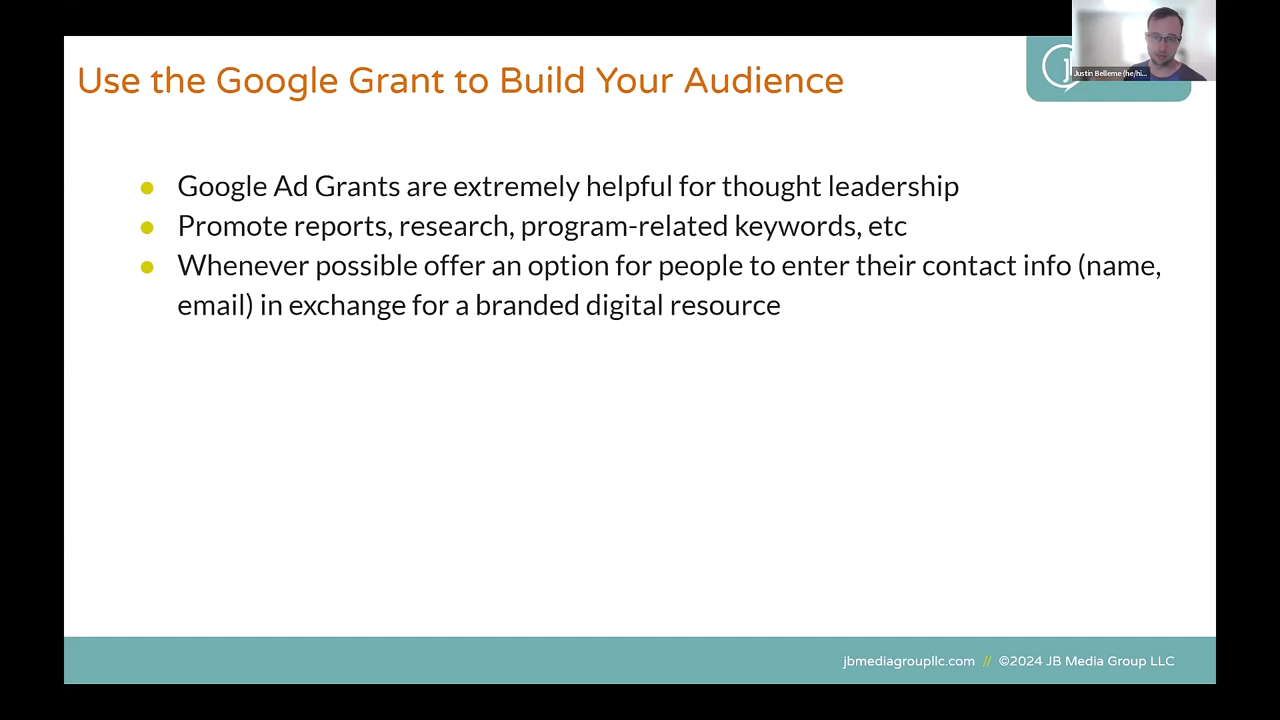 Use the Google Grant to Build Your Audience
J
Justin Belleme (he/hi...
● Google Ad Grants are extremely helpful for thought leadership
● Promote reports, research, program-related keywords, etc
● Whenever possible offer an option for people to enter their contact info (name,
email) in exchange for a branded digital resource
jbmediagroupllc.com // ©2024 JB Media Group LLC